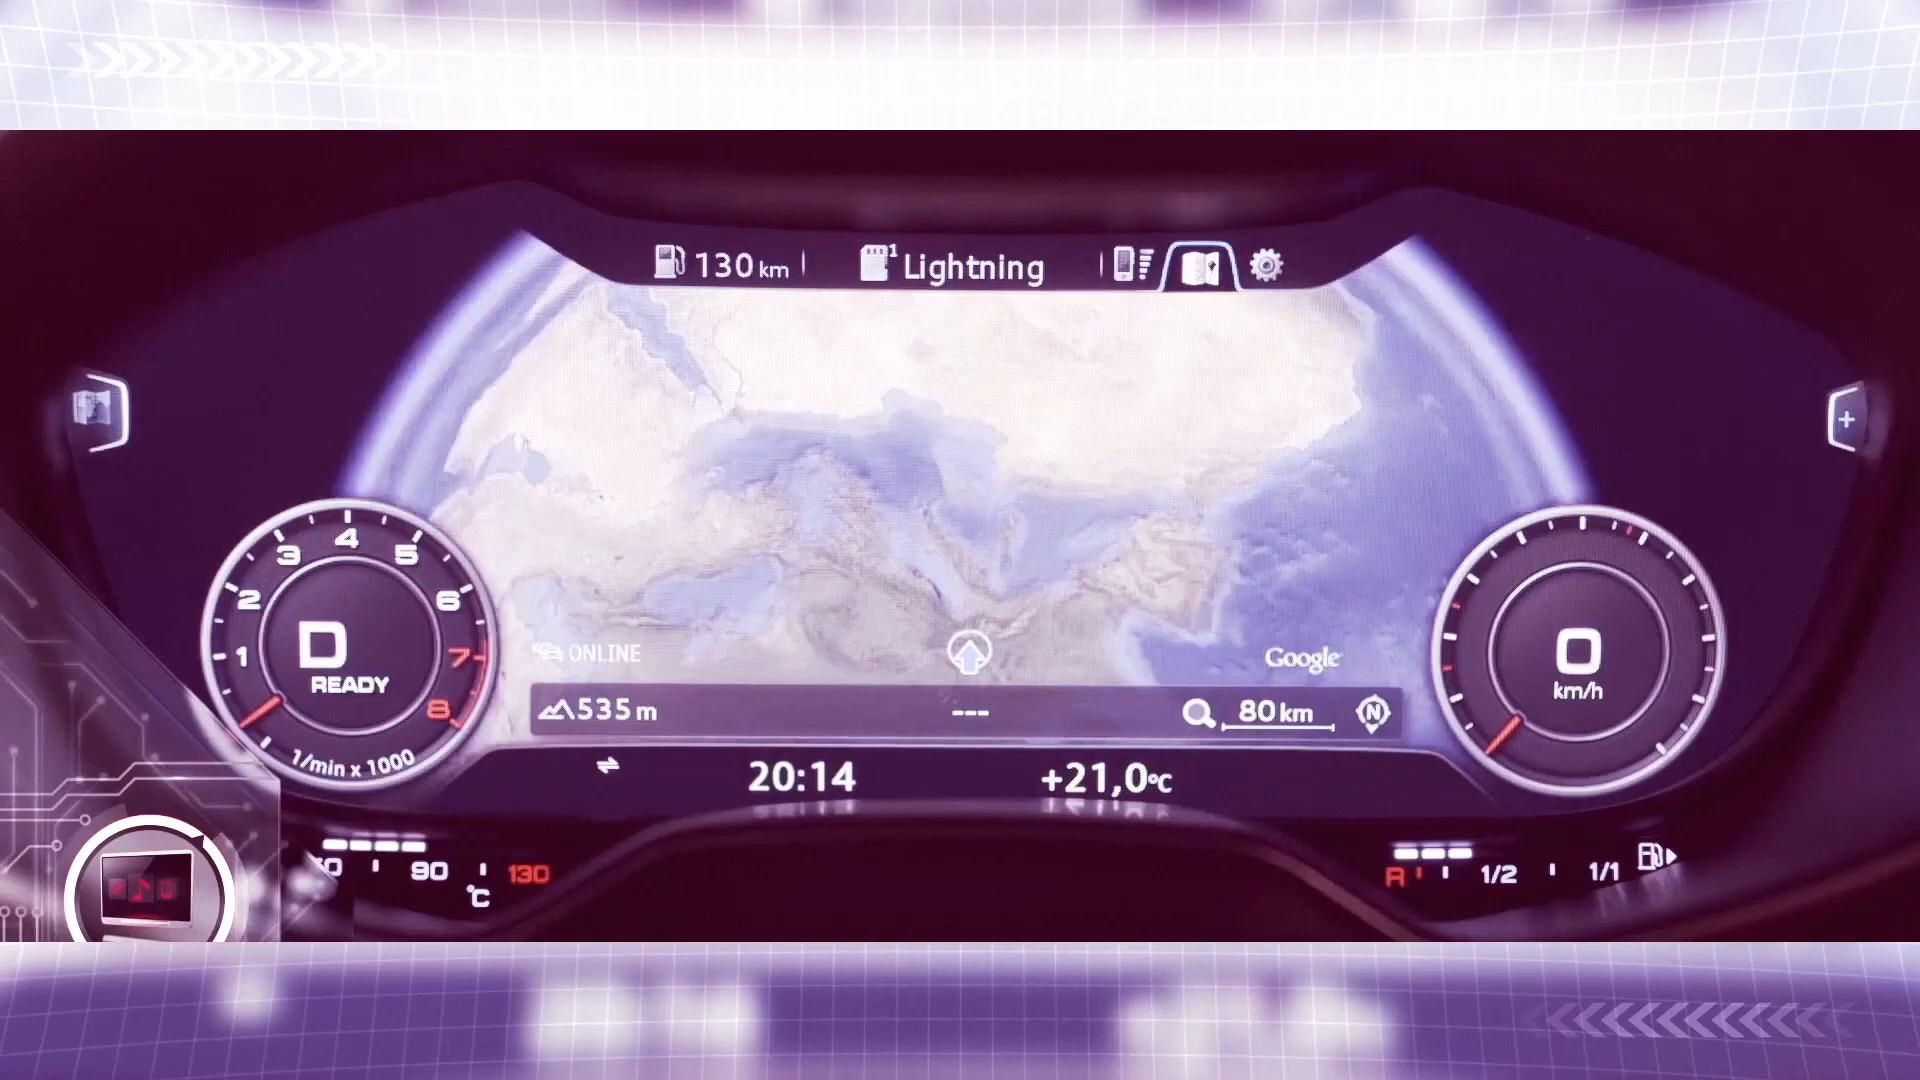 130 km
1 Lightning
1 2 3 4 5 6 7 8
D
READY
1/min x 1000
ONLINE
Google
0
km/h
535 m
---
80 km
N
20:14
+21,0°C
90
130
°C
R
1/2
1/1